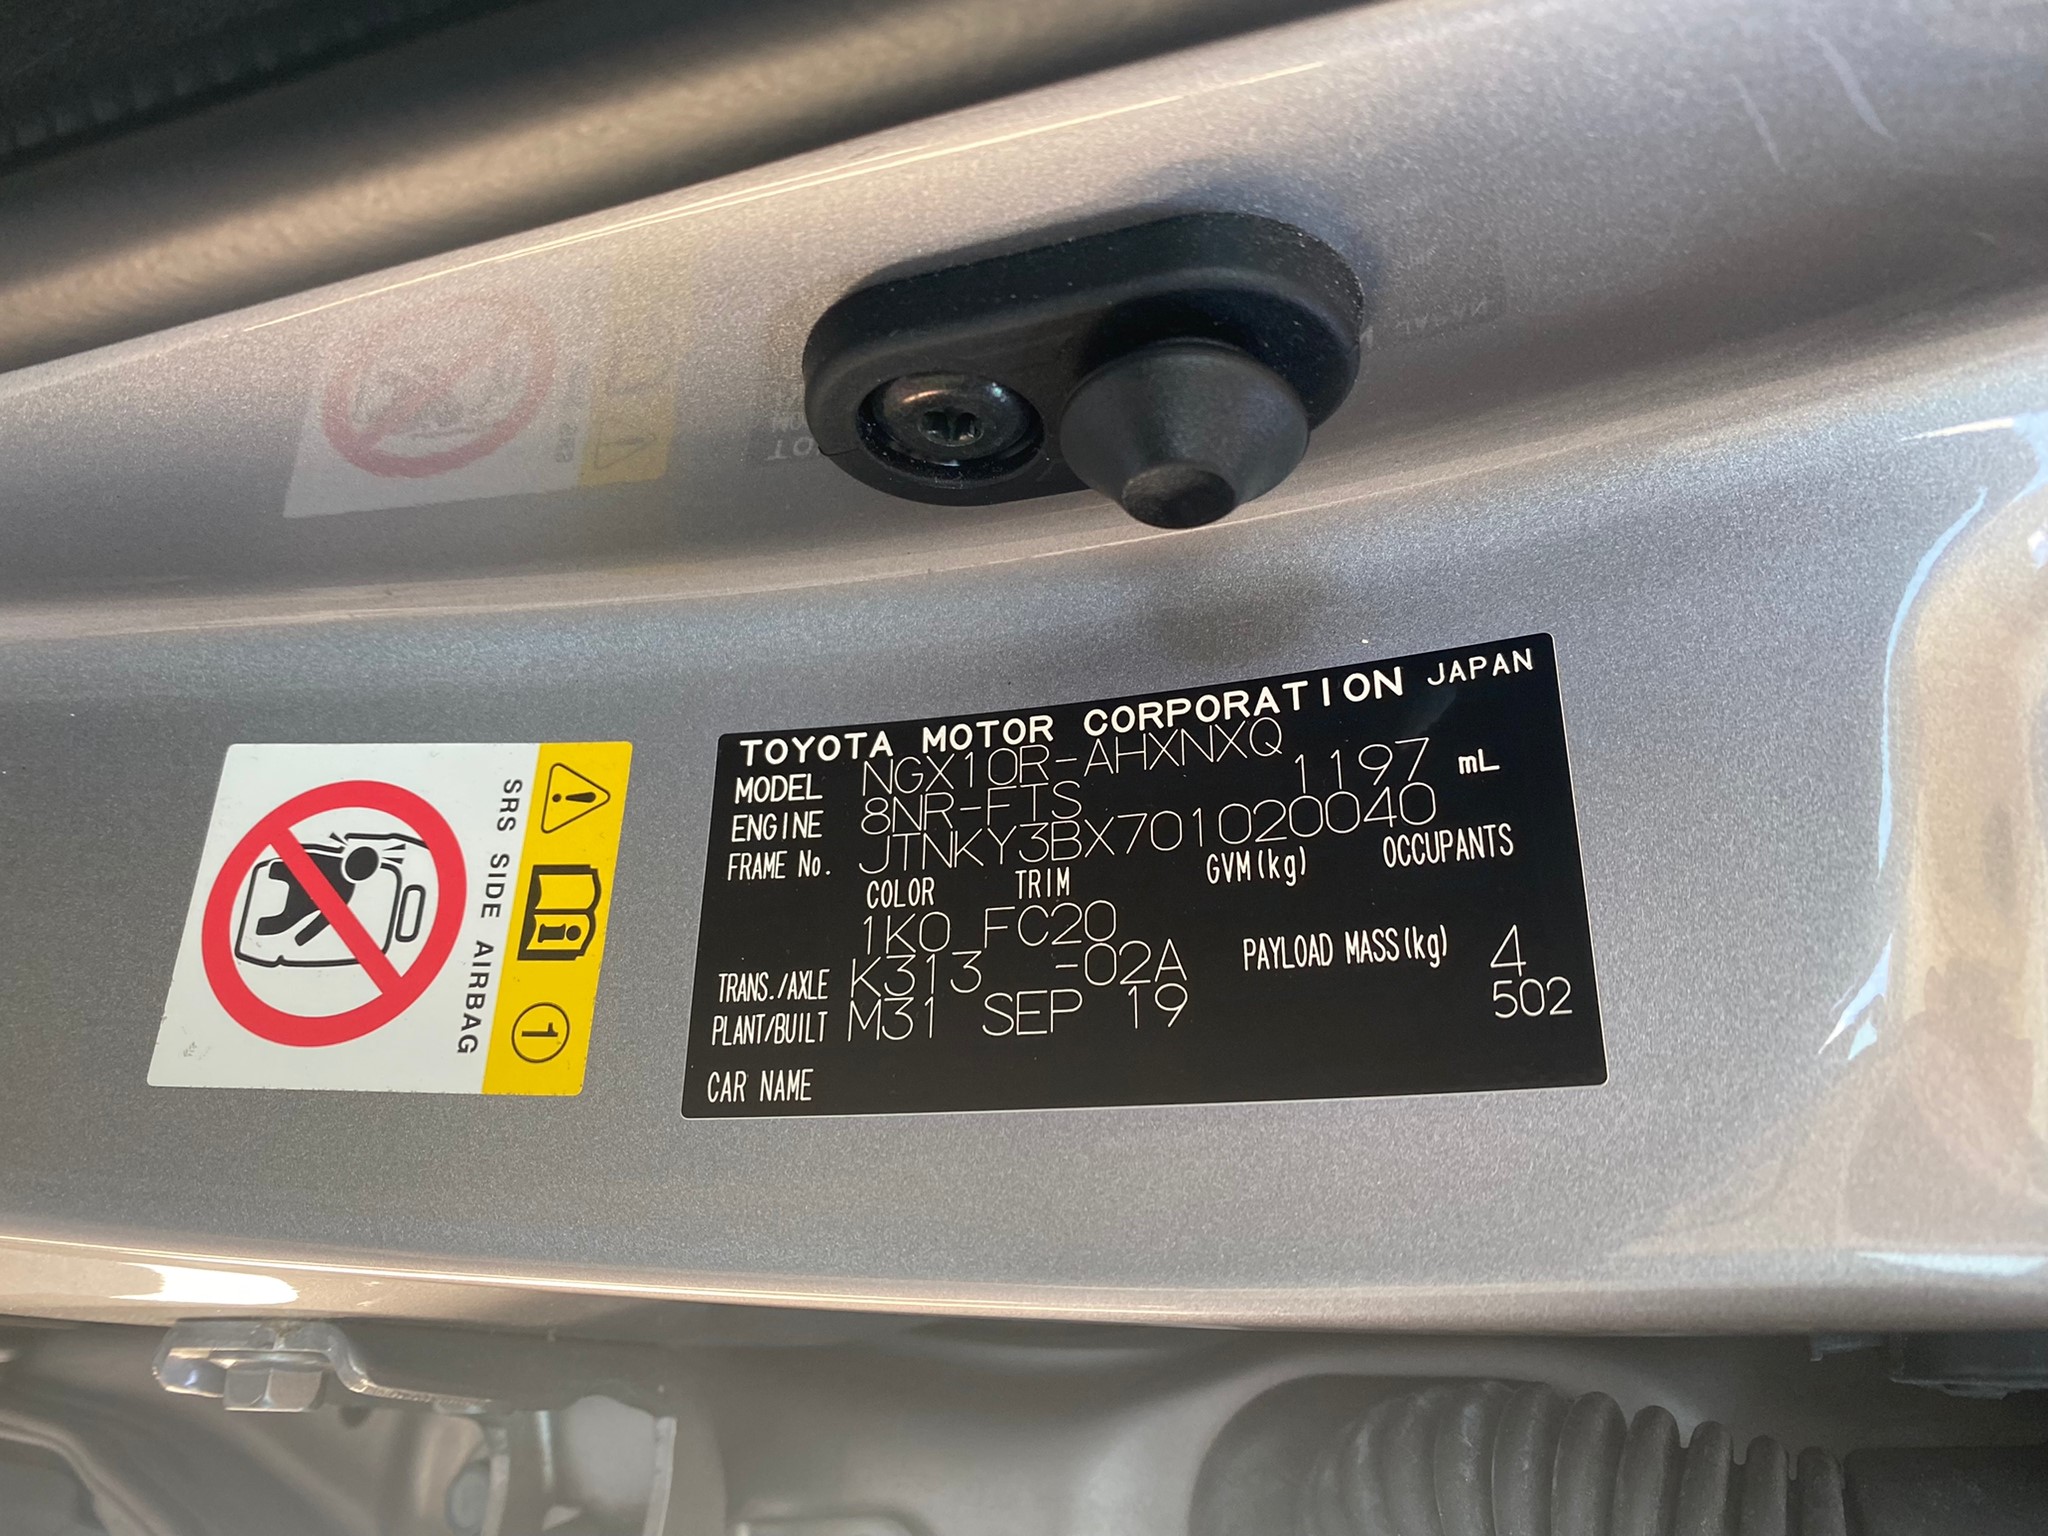 TOYOTA MOTOR CORPORATION JAPAN
MODEL NGX10R-AHXNXQ
ENGINE 8NR-FTS 1197 mL
FRAME No. JTNKY3BX701020040
COLOR TRIM GVM(kg) OCCUPANTS
1K0 FC20 4
TRANS./AXLE K313 -02A PAYLOAD MASS(kg) 502
PLANT/BUILT M31 SEP 19
CAR NAME
SRS SIDE AIRBAG
1